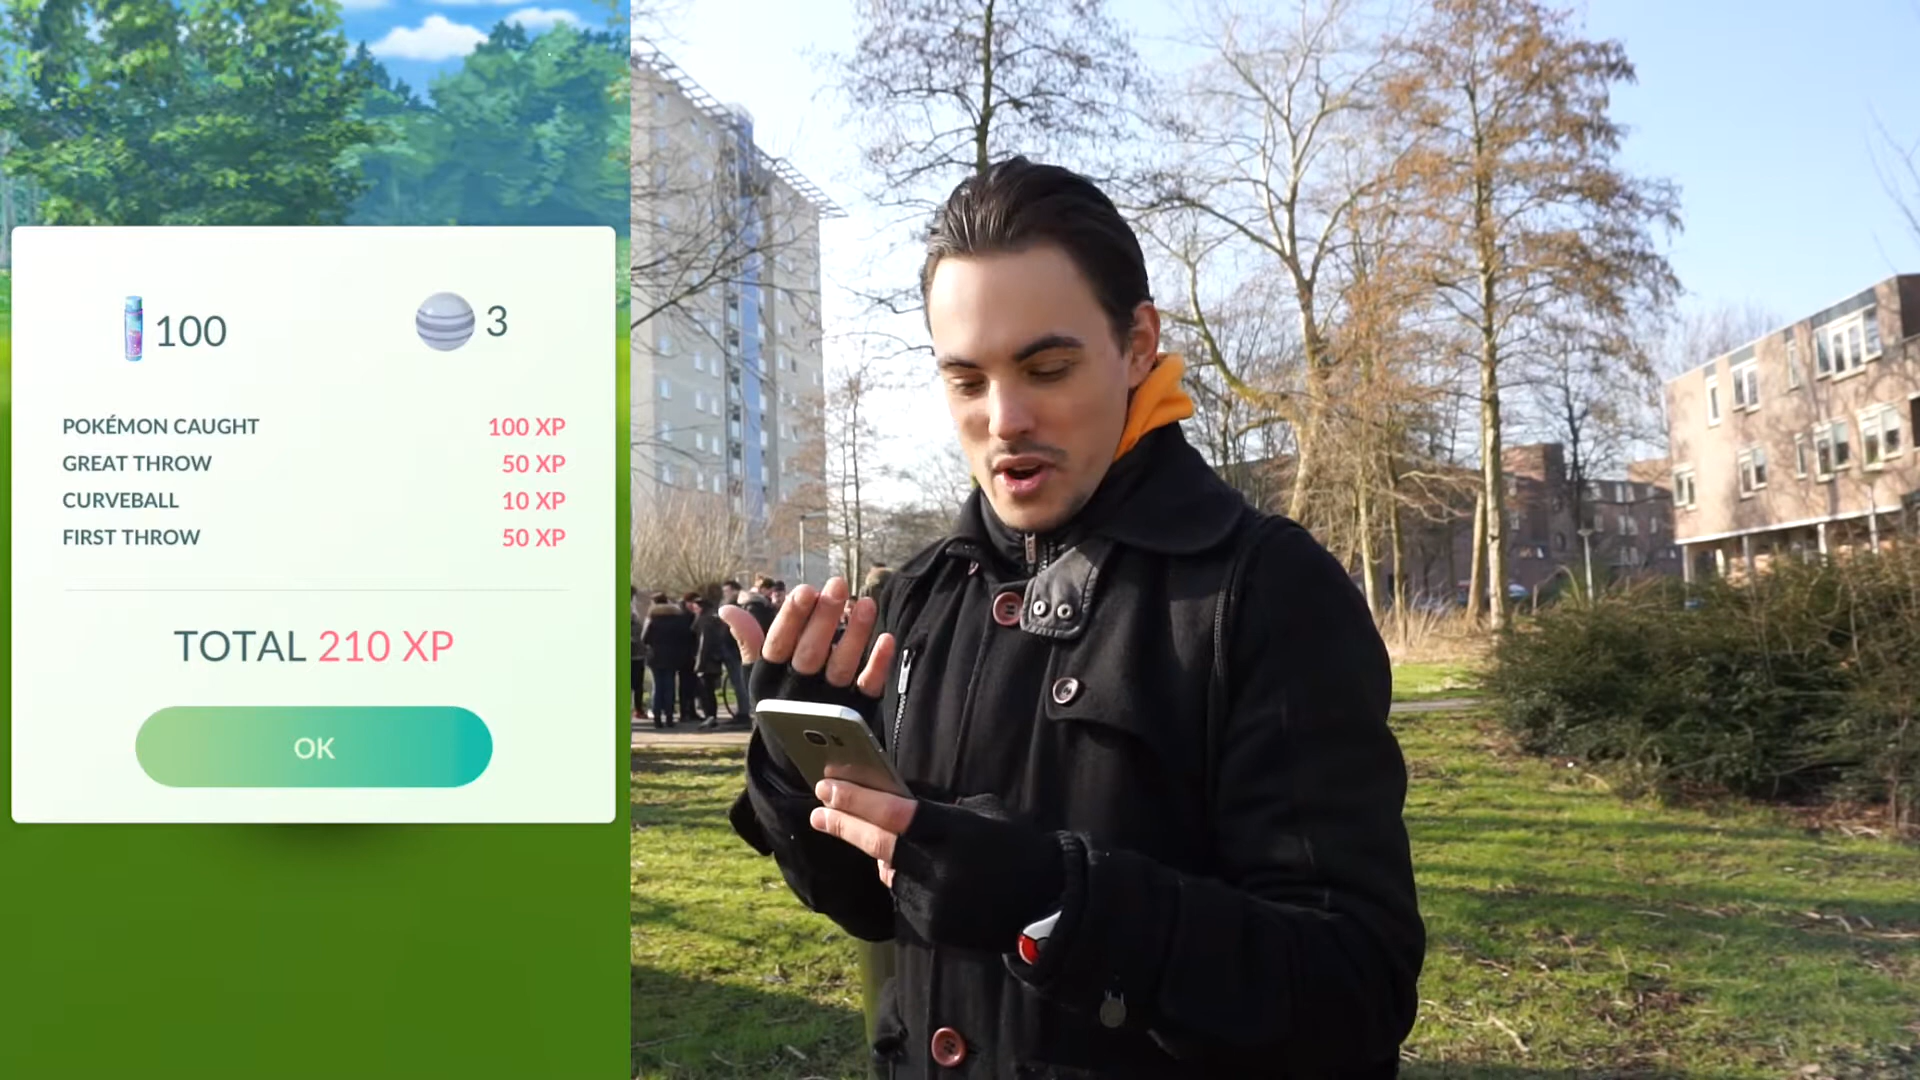 100 3
POKÉMON CAUGHT 100 XP
GREAT THROW 50 XP
CURVEBALL 10 XP
FIRST THROW 50 XP
TOTAL 210 XP
OK